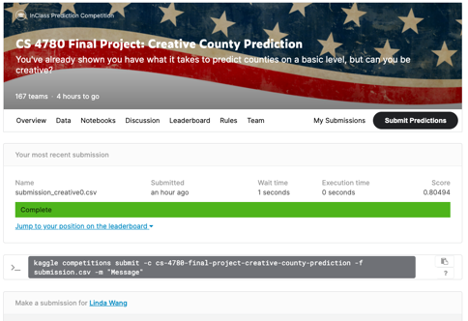 InClass Prediction Competition
CS 4780 Final Project: Creative County Prediction
You've already shown you have what it takes to predict counties on a basic level, but can you be
creative?
167 teams · 4 hours to go
Overview Data Notebooks Discussion Leaderboard Rules Team My Submissions Submit Predictions
Your most recent submission
Name Submitted Wait time Execution time Score
submission_creative0.csv an hour ago 1 seconds 0 seconds 0.80494
Complete
Jump to your position on the leaderboard
>_ kaggle competitions submit -c cs-4780-final-project-creative-county-prediction -f
submission.csv -m "Message"
?
Make a submission for Linda Wang